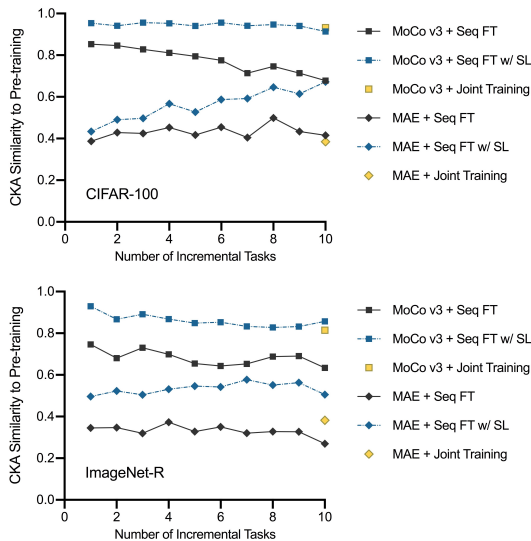 CKA Similarity to Pre-training
1.0
0.8
0.6
0.4
0.2
0.0
CIFAR-100
0 2 4 6 8 10
Number of Incremental Tasks
MoCo v3 + Seq FT
MoCo v3 + Seq FT w/ SL
MoCo v3 + Joint Training
MAE + Seq FT
MAE + Seq FT w/ SL
MAE + Joint Training
CKA Similarity to Pre-training
1.0
0.8
0.6
0.4
0.2
0.0
ImageNet-R
0 2 4 6 8 10
Number of Incremental Tasks
MoCo v3 + Seq FT
MoCo v3 + Seq FT w/ SL
MoCo v3 + Joint Training
MAE + Seq FT
MAE + Seq FT w/ SL
MAE + Joint Training